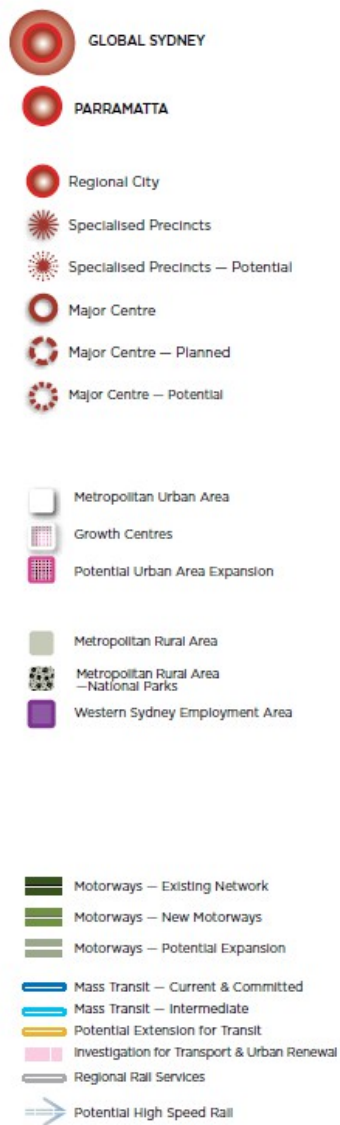 GLOBAL SYDNEY
PARRAMATTA
Regional City
Specialised Precincts
Specialised Precincts — Potential
Major Centre
Major Centre — Planned
Major Centre — Potential
Metropolitan Urban Area
Growth Centres
Potential Urban Area Expansion
Metropolitan Rural Area
Metropolitan Rural Area
—National Parks
Western Sydney Employment Area
Motorways — Existing Network
Motorways — New Motorways
Motorways — Potential Expansion
Mass Transit — Current & Committed
Mass Transit — Intermediate
Potential Extension for Transit
Investigation for Transport & Urban Renewal
Regional Rail Services
Potential High Speed Rail